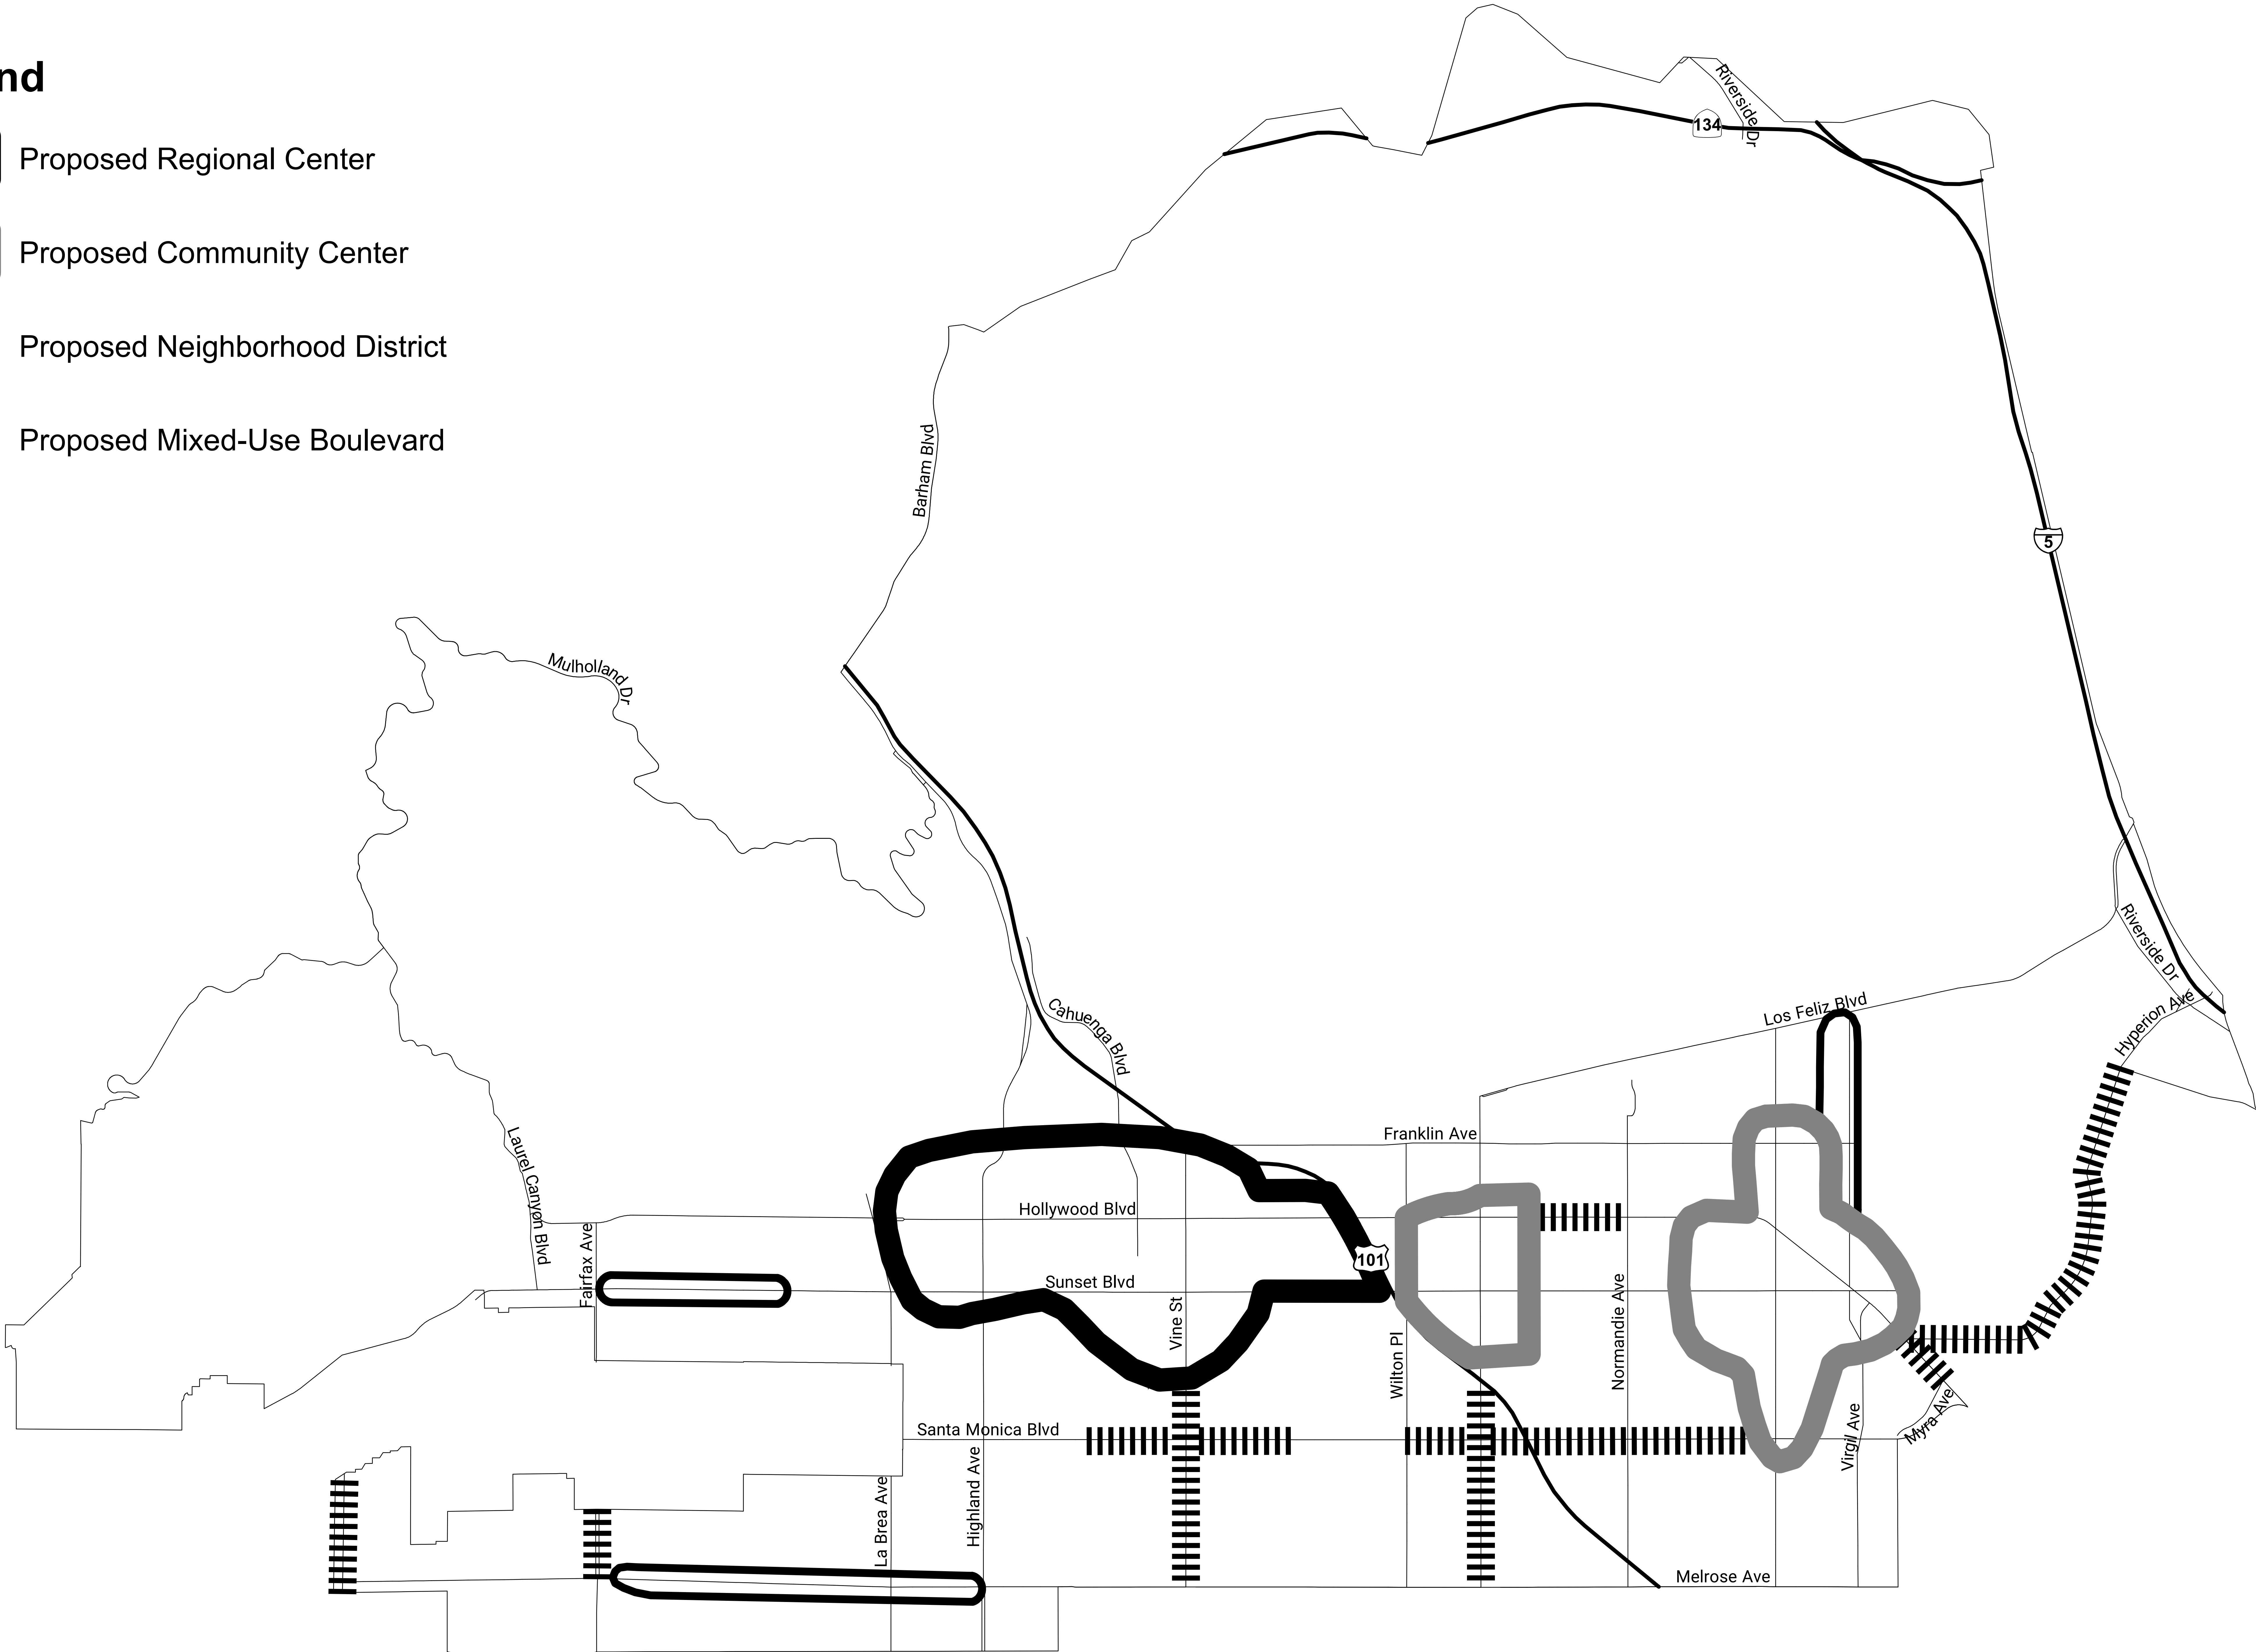 nd
Proposed Regional Center
Proposed Community Center
Proposed Neighborhood District
Proposed Mixed-Use Boulevard
Riverside Dr
134
Barham Blvd
5
Mulholland Dr
Riverside Dr
Los Feliz Blvd
Hyperion Ave
Cahuenga Blvd
Laurel Canyon Blvd
Franklin Ave
Hollywood Blvd
Fairfax Ave
101
Sunset Blvd
Vine St
Wilton Pl
Normandie Ave
Santa Monica Blvd
Virgil Ave
Myra Ave
La Brea Ave
Highland Ave
Melrose Ave